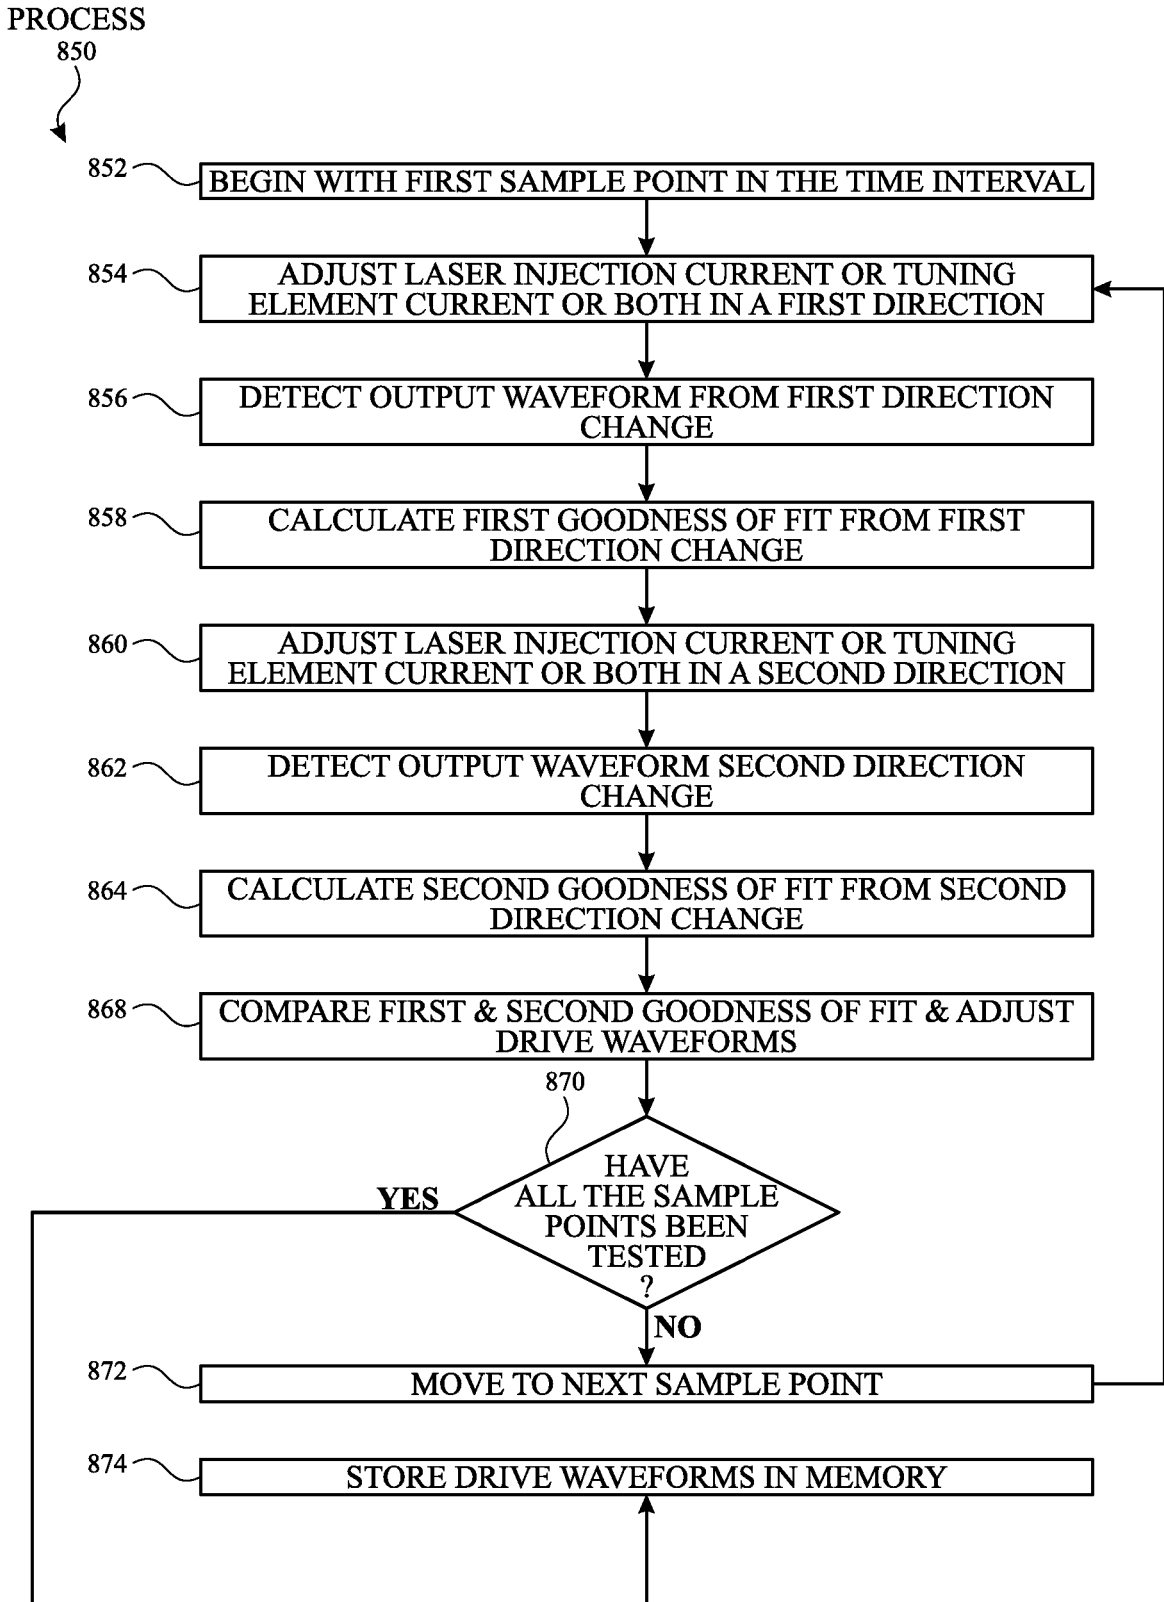 PROCESS
850
852
BEGIN WITH FIRST SAMPLE POINT IN THE TIME INTERVAL
854
ADJUST LASER INJECTION CURRENT OR TUNING
ELEMENT CURRENT OR BOTH IN A FIRST DIRECTION
856
DETECT OUTPUT WAVEFORM FROM FIRST DIRECTION
CHANGE
858
CALCULATE FIRST GOODNESS OF FIT FROM FIRST
DIRECTION CHANGE
860
ADJUST LASER INJECTION CURRENT OR TUNING
ELEMENT CURRENT OR BOTH IN A SECOND DIRECTION
862
DETECT OUTPUT WAVEFORM SECOND DIRECTION
CHANGE
864
CALCULATE SECOND GOODNESS OF FIT FROM SECOND
DIRECTION CHANGE
868
COMPARE FIRST & SECOND GOODNESS OF FIT & ADJUST
DRIVE WAVEFORMS
870
HAVE
ALL THE SAMPLE
POINTS BEEN
TESTED
?
YES
NO
872
MOVE TO NEXT SAMPLE POINT
874
STORE DRIVE WAVEFORMS IN MEMORY